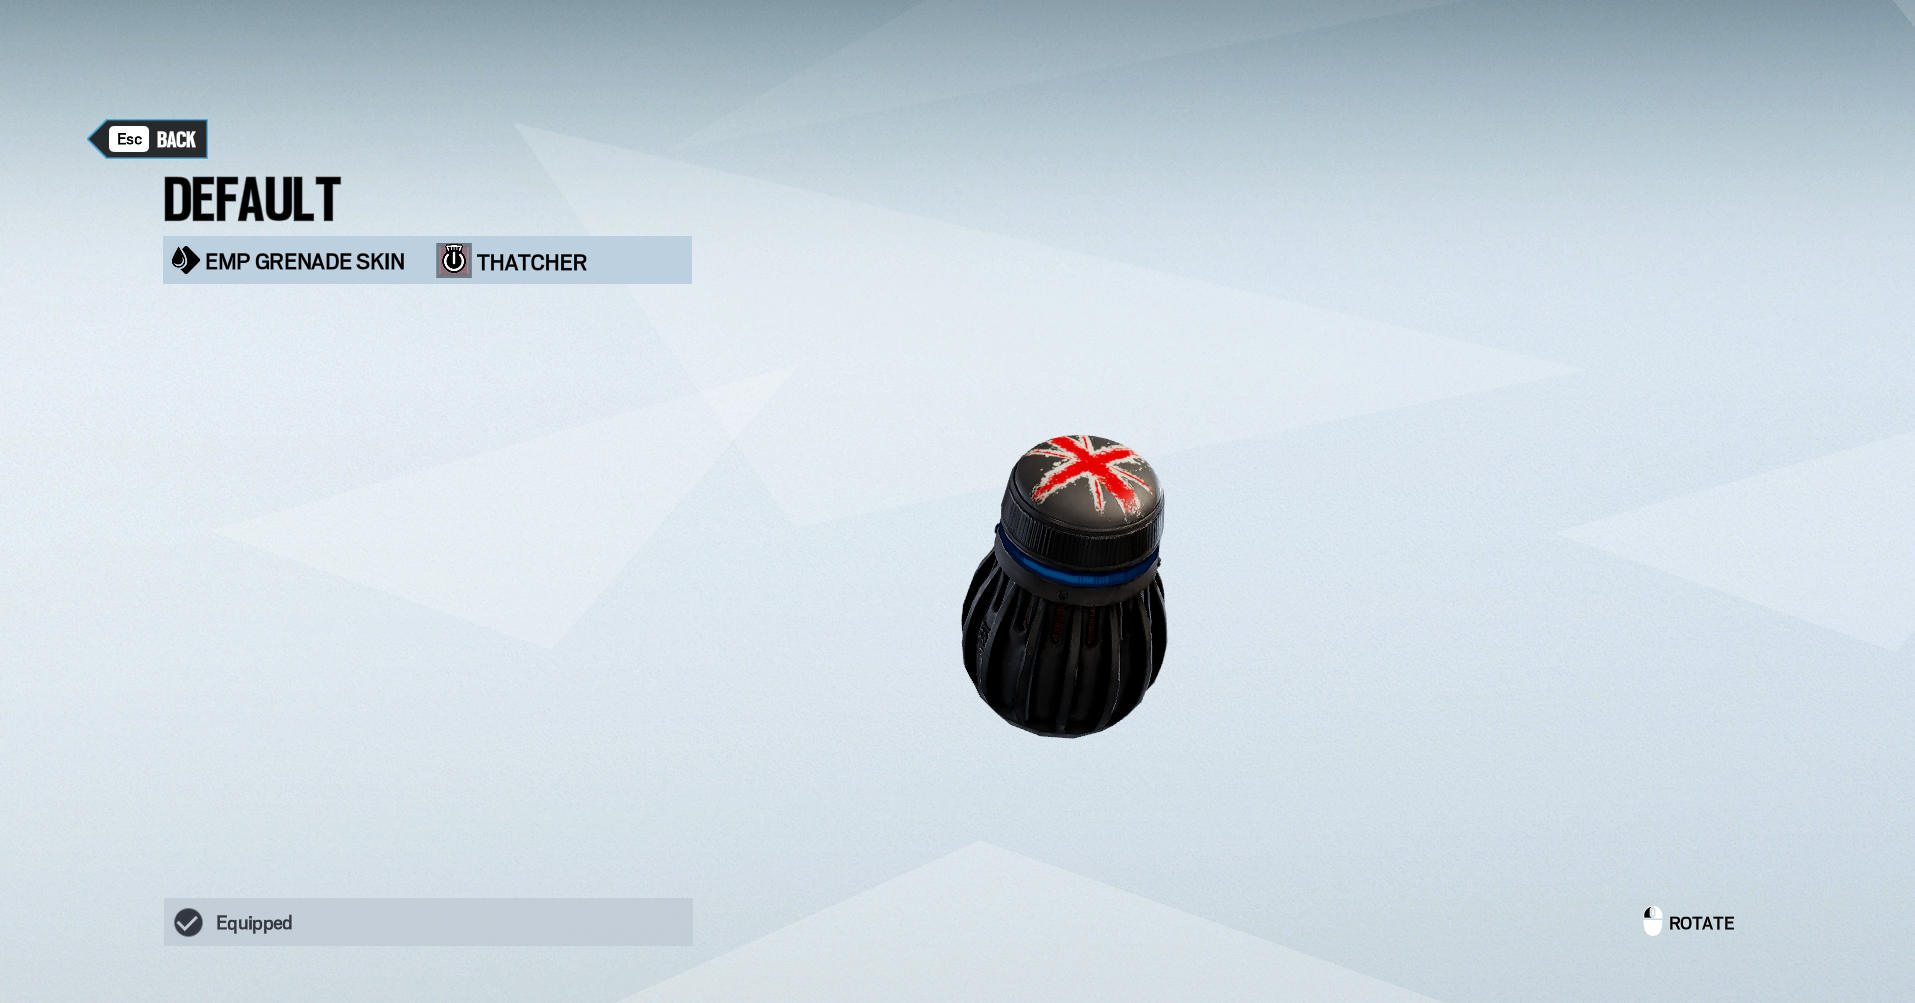 Esc BACK
DEFAULT
EMP GRENADE SKIN THATCHER
Equipped
ROTATE